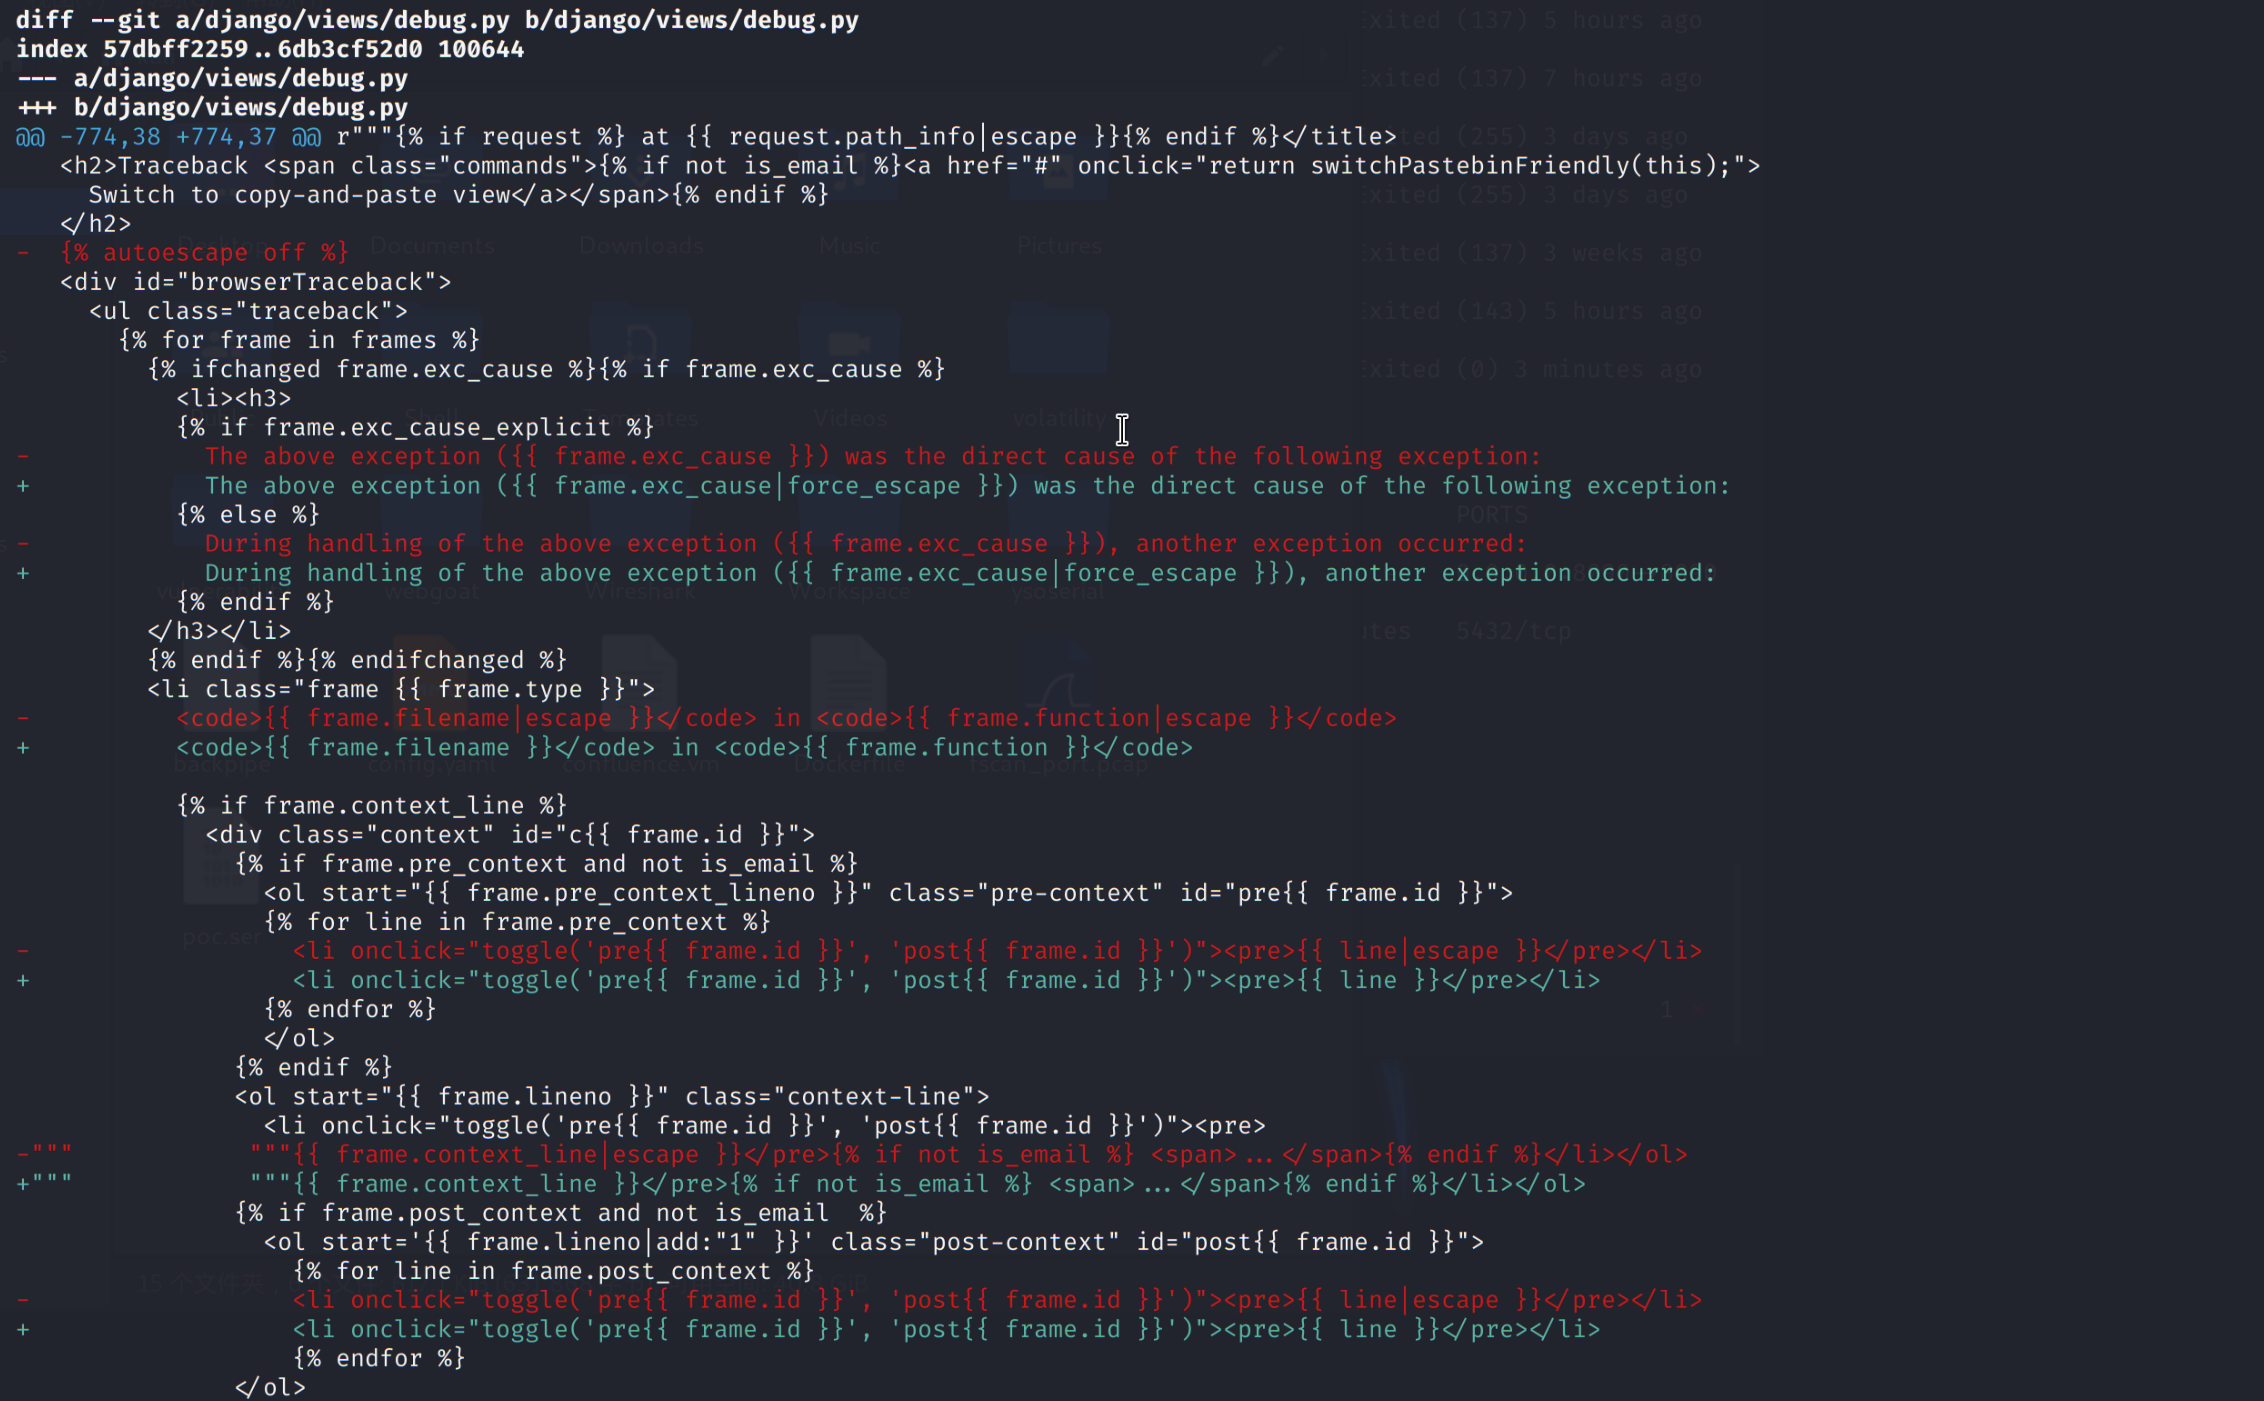 diff --git a/django/views/debug.py b/django/views/debug.py
index 57dbff2259..6db3cf52d0 100644
--- a/django/views/debug.py
+++ b/django/views/debug.py
@@ -774,38 +774,37 @@ r"""{% if request %} at {{ request.path_info|escape }}{% endif %}</title>
   <h2>Traceback <span class="commands">{% if not is_email %}<a href="#" onclick="return switchPastebinFriendly(this);">
     Switch to copy-and-paste view</a></span>{% endif %}
   </h2>
-  {% autoescape off %}
   <div id="browserTraceback">
     <ul class="traceback">
       {% for frame in frames %}
         {% ifchanged frame.exc_cause %}{% if frame.exc_cause %}
           <li><h3>
           {% if frame.exc_cause_explicit %}
-            The above exception ({{ frame.exc_cause }}) was the direct cause of the following exception:
+            The above exception ({{ frame.exc_cause|force_escape }}) was the direct cause of the following exception:
           {% else %}
-            During handling of the above exception ({{ frame.exc_cause }}), another exception occurred:
+            During handling of the above exception ({{ frame.exc_cause|force_escape }}), another exception occurred:
           {% endif %}
         </h3></li>
         {% endif %}{% endifchanged %}
         <li class="frame {{ frame.type }}">
-          <code>{{ frame.filename|escape }}</code> in <code>{{ frame.function|escape }}</code>
+          <code>{{ frame.filename }}</code> in <code>{{ frame.function }}</code>

           {% if frame.context_line %}
             <div class="context" id="c{{ frame.id }}">
               {% if frame.pre_context and not is_email %}
                 <ol start="{{ frame.pre_context_lineno }}" class="pre-context" id="pre{{ frame.id }}">
                 {% for line in frame.pre_context %}
-                  <li onclick="toggle('pre{{ frame.id }}', 'post{{ frame.id }}')"><pre>{{ line|escape }}</pre></li>
+                  <li onclick="toggle('pre{{ frame.id }}', 'post{{ frame.id }}')"><pre>{{ line }}</pre></li>
                 {% endfor %}
                 </ol>
               {% endif %}
               <ol start="{{ frame.lineno }}" class="context-line">
                 <li onclick="toggle('pre{{ frame.id }}', 'post{{ frame.id }}')"><pre>
-"""            """{{ frame.context_line|escape }}</pre>{% if not is_email %} <span>...</span>{% endif %}</li></ol>
+"""            """{{ frame.context_line }}</pre>{% if not is_email %} <span>...</span>{% endif %}</li></ol>
               {% if frame.post_context and not is_email  %}
                 <ol start='{{ frame.lineno|add:"1" }}' class="post-context" id="post{{ frame.id }}">
                   {% for line in frame.post_context %}
-                  <li onclick="toggle('pre{{ frame.id }}', 'post{{ frame.id }}')"><pre>{{ line|escape }}</pre></li>
+                  <li onclick="toggle('pre{{ frame.id }}', 'post{{ frame.id }}')"><pre>{{ line }}</pre></li>
                   {% endfor %}
               </ol>